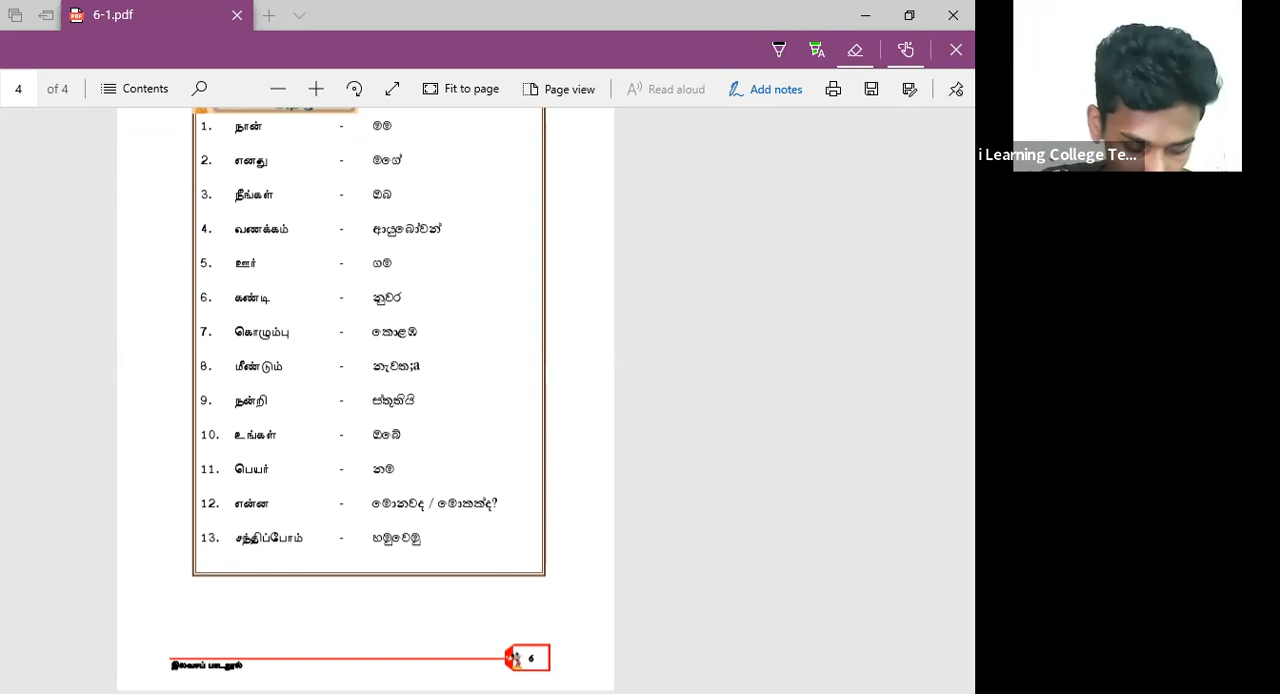 6-1.pdf
4 of 4 Contents Fit to page Page view Read aloud Add notes
i Learning College Te...
1. நான் - මම
2. எனது - මගේ
3. நீங்கள் - ඔබ
4. வணக்கம் - ආයුබෝවන්
5. ஊர் - ගම
6. கண்டி - නුවර
7. கொழும்பு - කොළඹ
8. மீண்டும் - නැවත;a
9. நன்றி - ස්තූතියි
10. உங்கள் - ඔබේ
11. பெயர் - නම
12. என்ன - මොනවද / මොකක්ද?
13. சந்திப்போம் - හමුවෙමු
இலவசப் பாடநூல்
6